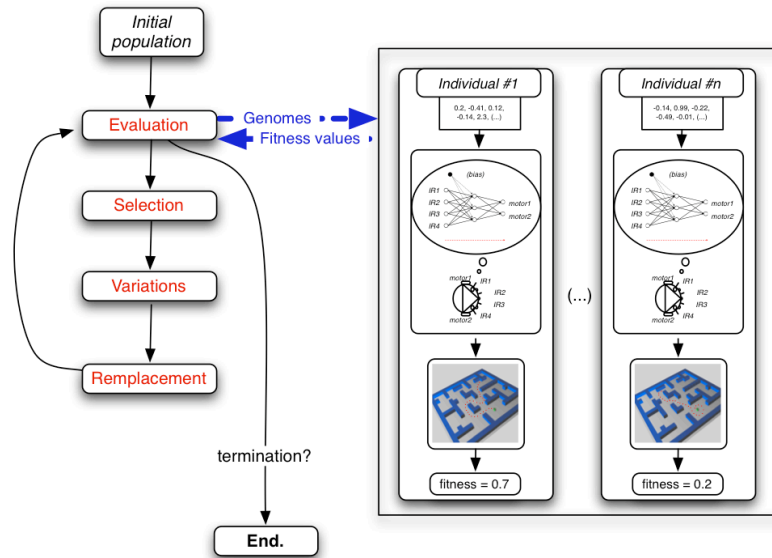 Initial
population
Evaluation
Genomes
Fitness values
Selection
Variations
Remplacement
termination?
End.
Individual #1
0.2, -0.41, 0.12,
-0.14, 2.3, (...)
(bias)
IR1
IR2
IR3
IR4
motor1
motor2
motor1
IR1
IR2
IR3
IR4
motor2
fitness = 0.7
(...)
Individual #n
-0.14, 0.99, -0.22,
-0.49, -0.01, (...)
(bias)
IR1
IR2
IR3
IR4
motor1
motor2
motor1
IR1
IR2
IR3
IR4
motor2
fitness = 0.2